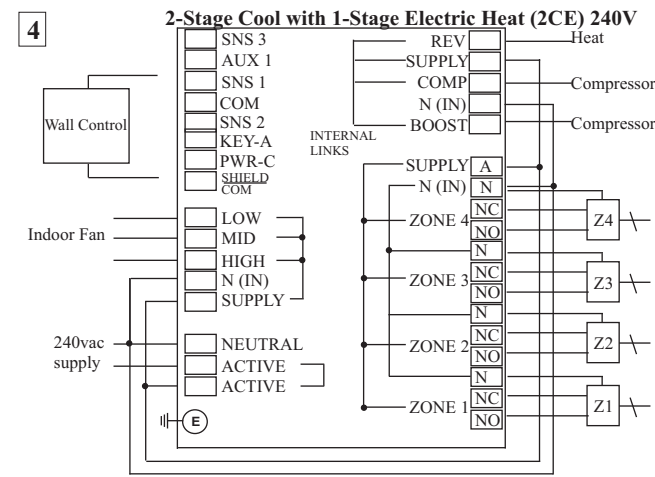 4
2-Stage Cool with 1-Stage Electric Heat (2CE) 240V
SNS 3
AUX 1
SNS 1
COM
SNS 2
KEY-A
PWR-C
SHIELD
COM
Wall Control
LOW
MID
HIGH
N (IN)
SUPPLY
Indoor Fan
240vac
supply
NEUTRAL
ACTIVE
ACTIVE
E
INTERNAL
LINKS
REV
SUPPLY
COMP
N (IN)
BOOST
Heat
Compressor
Compressor
SUPPLY A
N (IN) N
ZONE 4 NC
NO
Z4
N
ZONE 3 NC
NO
Z3
N
ZONE 2 NC
NO
Z2
N
ZONE 1 NC
NO
Z1